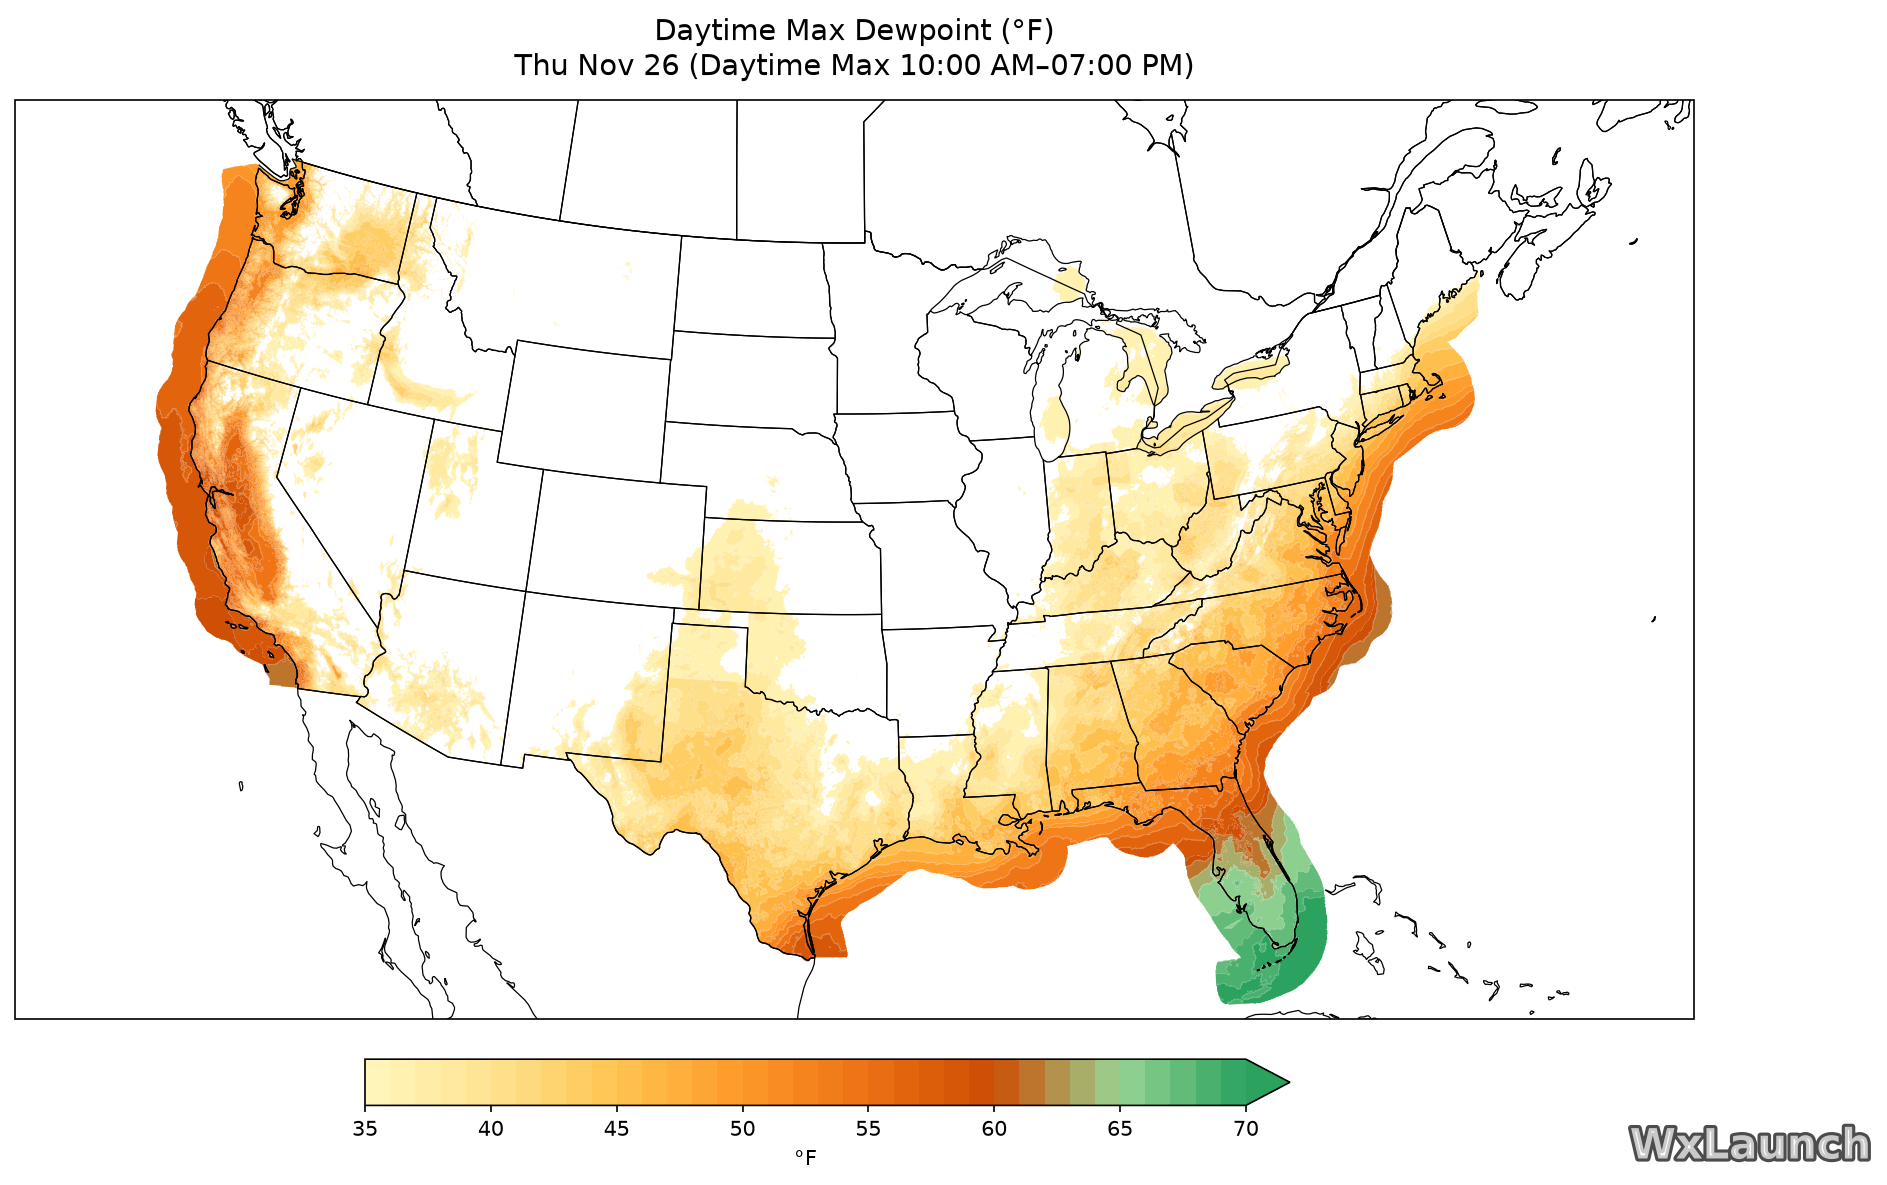 Daytime Max Dewpoint (°F)
Thu Nov 26 (Daytime Max 10:00 AM–07:00 PM)
35 40 45 50 55 60 65 70
°F
WxLaunch